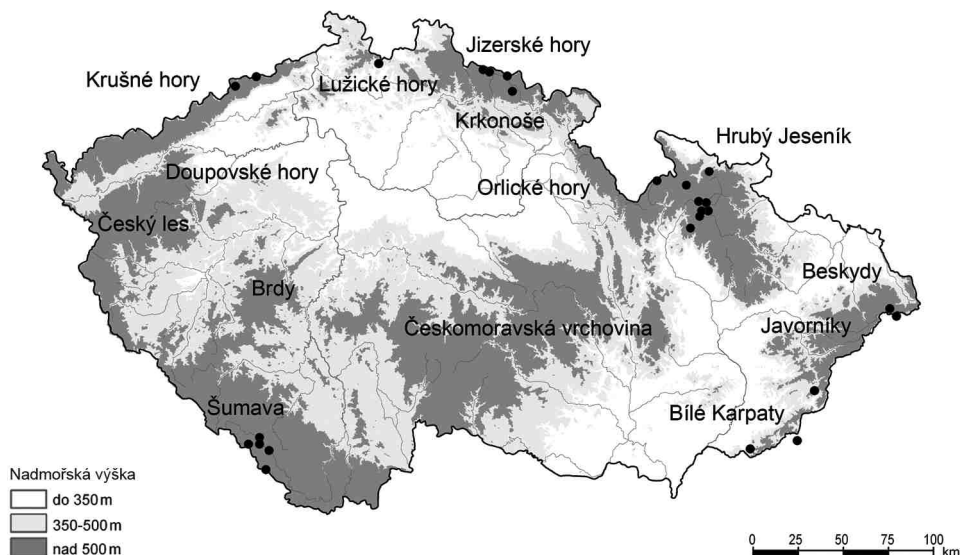 Jizerské hory
Krušné hory
Lužické hory
Krkonoše
Hrubý Jeseník
Doupovské hory
Orlické hory
Český les
Beskydy
Brdy
Českomoravská vrchovina
Javorníky
Šumava
Bílé Karpaty
Nadmořská výška
do 350 m
350-500 m
nad 500 m
0 25 50 75 100
km